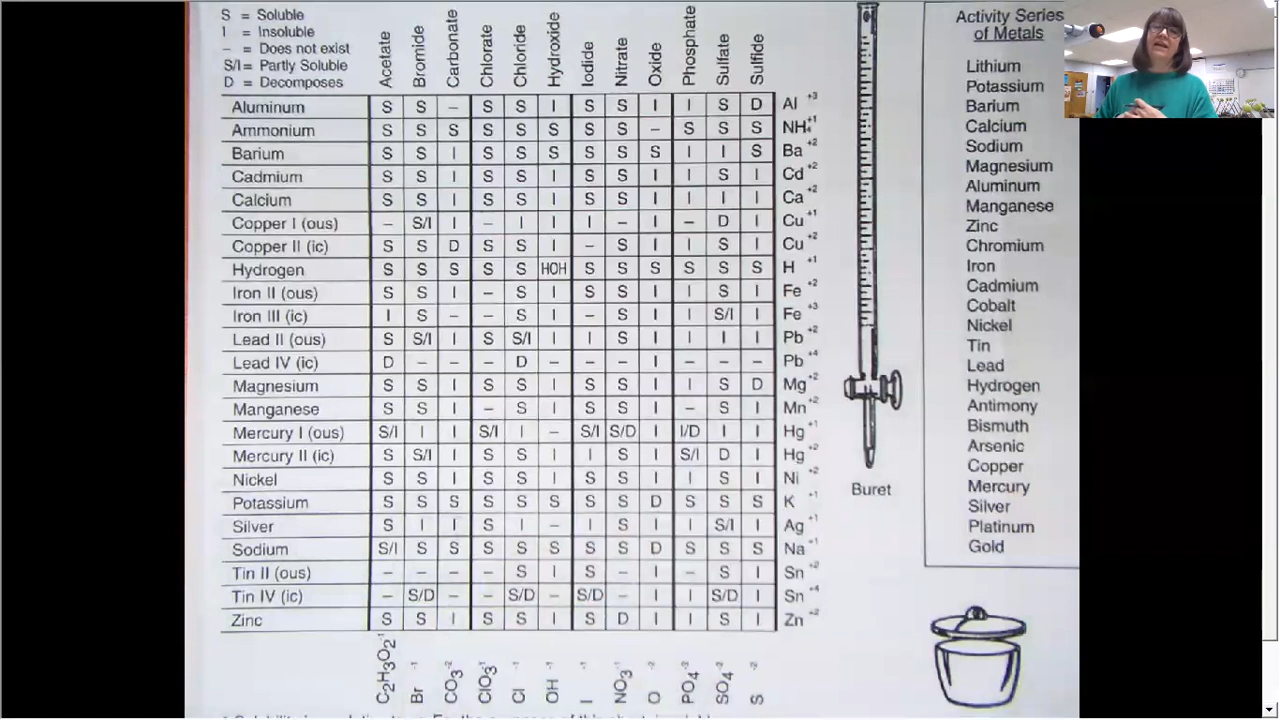 S = Soluble
I = Insoluble
– = Does not exist
S/I = Partly Soluble
D = Decomposes
Acetate Bromide Carbonate Chlorate Chloride Hydroxide Iodide Nitrate Oxide Phosphate Sulfate Sulfide
Aluminum S S – S S I S S I I S D Al +3
Ammonium S S S S S S S S – S S S NH4 +1
Barium S S I S S S S S S I I S Ba +2
Cadmium S S I S S I S S I I S I Cd +2
Calcium S S I S S I S S I I I I Ca +2
Copper I (ous) – S/I I – I I I – I – D I Cu +1
Copper II (ic) S S D S S I – S I I S I Cu +2
Hydrogen S S S S S HOH S S S S S S H +1
Iron II (ous) S S I – S I S S I I S I Fe +2
Iron III (ic) I S – – S I – S I I S/I I Fe +3
Lead II (ous) S S/I I S S/I I I S I I I I Pb +2
Lead IV (ic) D – – – D – – – I – – – Pb +4
Magnesium S S I S S I S S I I S D Mg +2
Manganese S S I – S I S S I – S I Mn +2
Mercury I (ous) S/I I I S/I I – S/I S/D I I/D I I Hg +1
Mercury II (ic) S S/I I S S I I S I S/I D I Hg +2
Nickel S S I S S I S S I I S I Ni +2
Potassium S S S S S S S S D S S S K +1
Silver S I I S I – I S I I S/I I Ag +1
Sodium S/I S S S S S S S D S S S Na +1
Tin II (ous) – – – – S I S – I – S I Sn +2
Tin IV (ic) – S/D – – S/D – S/D – I I S/D I Sn +4
Zinc S S I S S I S D I I S I Zn +2
C2H3O2 -1 Br -1 CO3 -2 ClO3 -1 Cl -1 OH -1 I -1 NO3 -1 O -2 PO4 -2 SO4 -2 S -2
Buret
Activity Series
of Metals
Lithium
Potassium
Barium
Calcium
Sodium
Magnesium
Aluminum
Manganese
Zinc
Chromium
Iron
Cadmium
Cobalt
Nickel
Tin
Lead
Hydrogen
Antimony
Bismuth
Arsenic
Copper
Mercury
Silver
Platinum
Gold